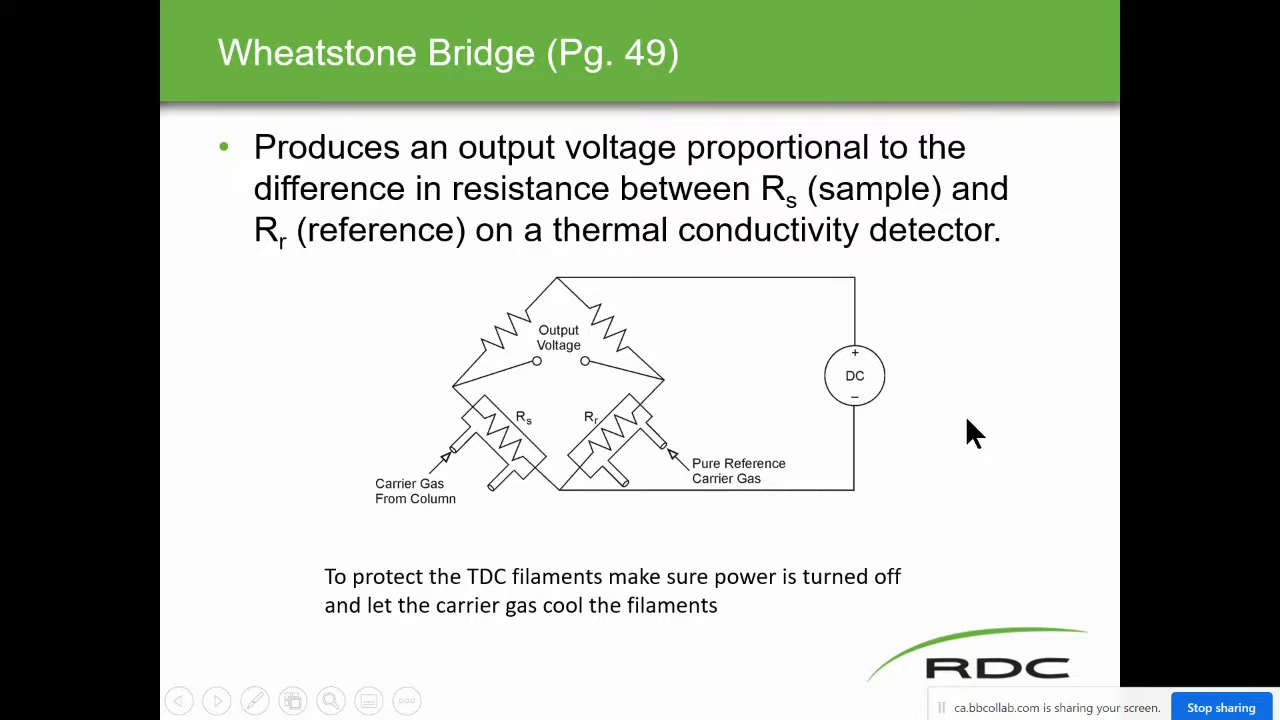 Wheatstone Bridge (Pg. 49)
• Produces an output voltage proportional to the
difference in resistance between Rs (sample) and
Rr (reference) on a thermal conductivity detector.
Output
Voltage
+
DC
–
Rs
Rr
Pure Reference
Carrier Gas
Carrier Gas
From Column
To protect the TDC filaments make sure power is turned off
and let the carrier gas cool the filaments
RDC
ca.bbcollab.com is sharing your screen.
Stop sharing